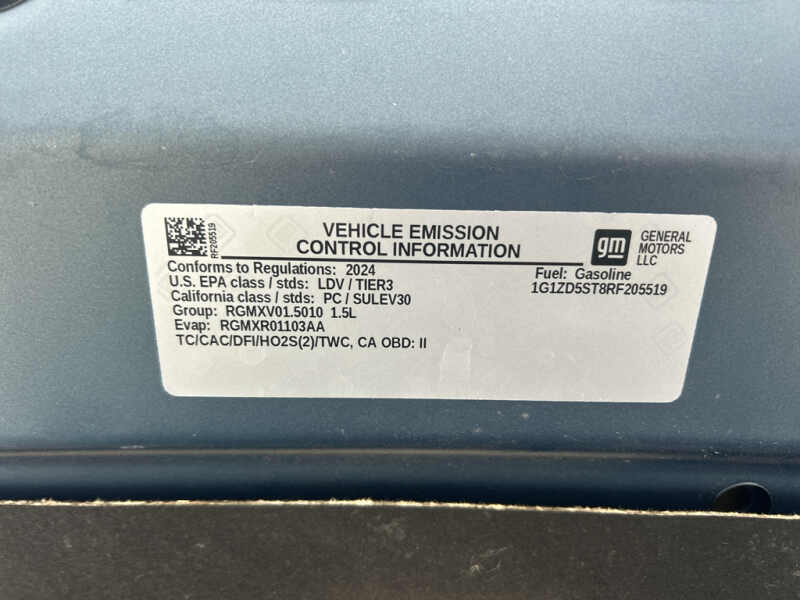 RF205519
VEHICLE EMISSION
CONTROL INFORMATION
gm
GENERAL
MOTORS
LLC
Conforms to Regulations: 2024
Fuel: Gasoline
U.S. EPA class / stds: LDV / TIER3
1G1ZD5ST8RF205519
California class / stds: PC / SULEV30
Group: RGMXV01.5010 1.5L
Evap: RGMXR01103AA
TC/CAC/DFI/HO2S(2)/TWC, CA OBD: II